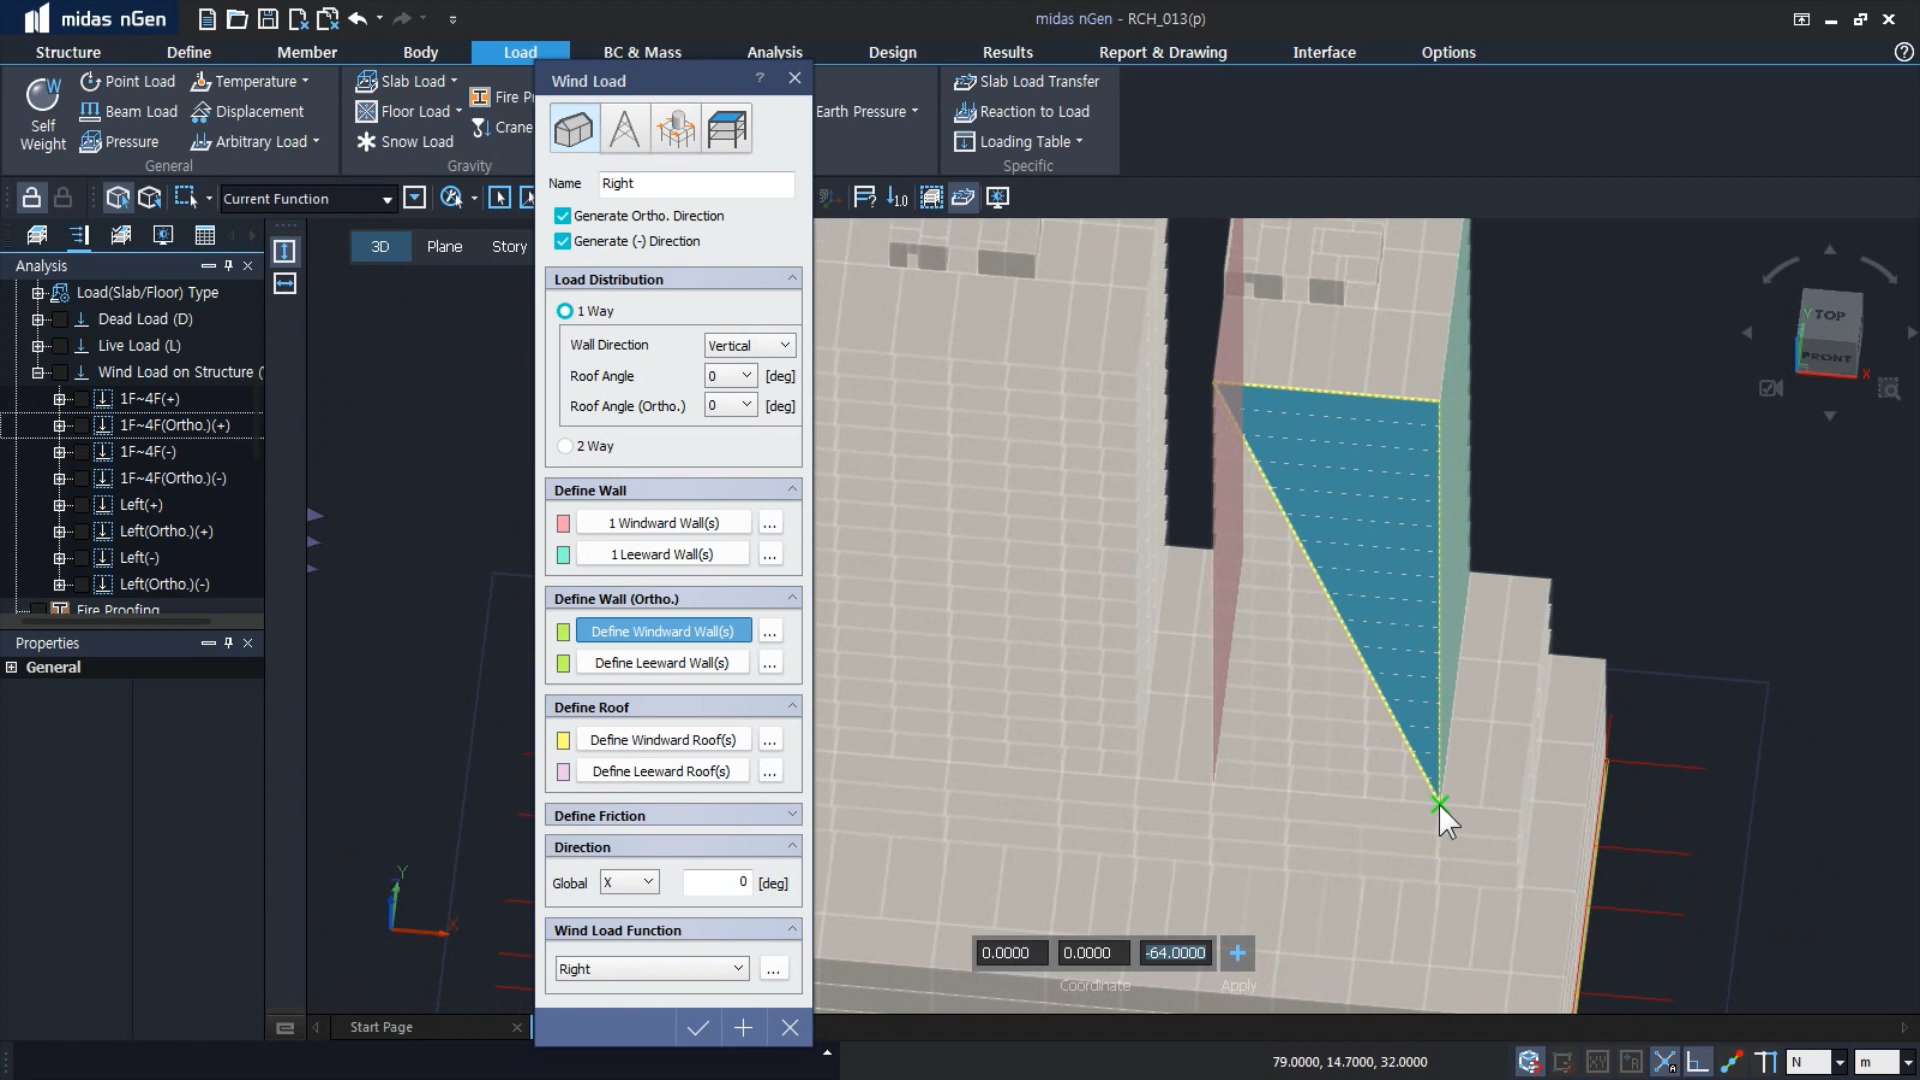 midas nGen
midas nGen - RCH_013(p)
Structure
Define
Member
Body
Load
BC & Mass
Analysis
Design
Results
Report & Drawing
Interface
Options
Self
Weight
Point Load
Beam Load
Pressure
Temperature
Displacement
Arbitrary Load
General
Slab Load
Floor Load
Snow Load
Fire Pr
Crane
Gravity
Earth Pressure
Slab Load Transfer
Reaction to Load
Loading Table
Specific
Current Function
Analysis
Load(Slab/Floor) Type
Dead Load (D)
Live Load (L)
Wind Load on Structure (
1F~4F(+)
1F~4F(Ortho.)(+)
1F~4F(-)
1F~4F(Ortho.)(-)
Left(+)
Left(Ortho.)(+)
Left(-)
Left(Ortho.)(-)
Fire Proofing
Properties
General
3D
Plane
Story
Wind Load
Name
Right
Generate Ortho. Direction
Generate (-) Direction
Load Distribution
1 Way
Wall Direction
Vertical
Roof Angle
0
[deg]
Roof Angle (Ortho.)
0
[deg]
2 Way
Define Wall
1 Windward Wall(s)
...
1 Leeward Wall(s)
...
Define Wall (Ortho.)
Define Windward Wall(s)
...
Define Leeward Wall(s)
...
Define Roof
Define Windward Roof(s)
...
Define Leeward Roof(s)
...
Define Friction
Direction
Global
X
0
[deg]
Wind Load Function
Right
...
TOP
FRONT
X
Y
Y
X
0.0000
0.0000
-64.0000
Coordinate
Apply
Start Page
79.0000, 14.7000, 32.0000
N
m